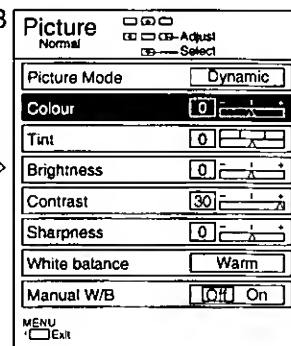 3
Picture
Normal
Adjust
Select
Picture Mode Dynamic
Colour 0 - +
Tint 0
Brightness 0 - +
Contrast 30 -
Sharpness 0 - +
White balance Warm
Manual W/B Off On
MENU
Exit